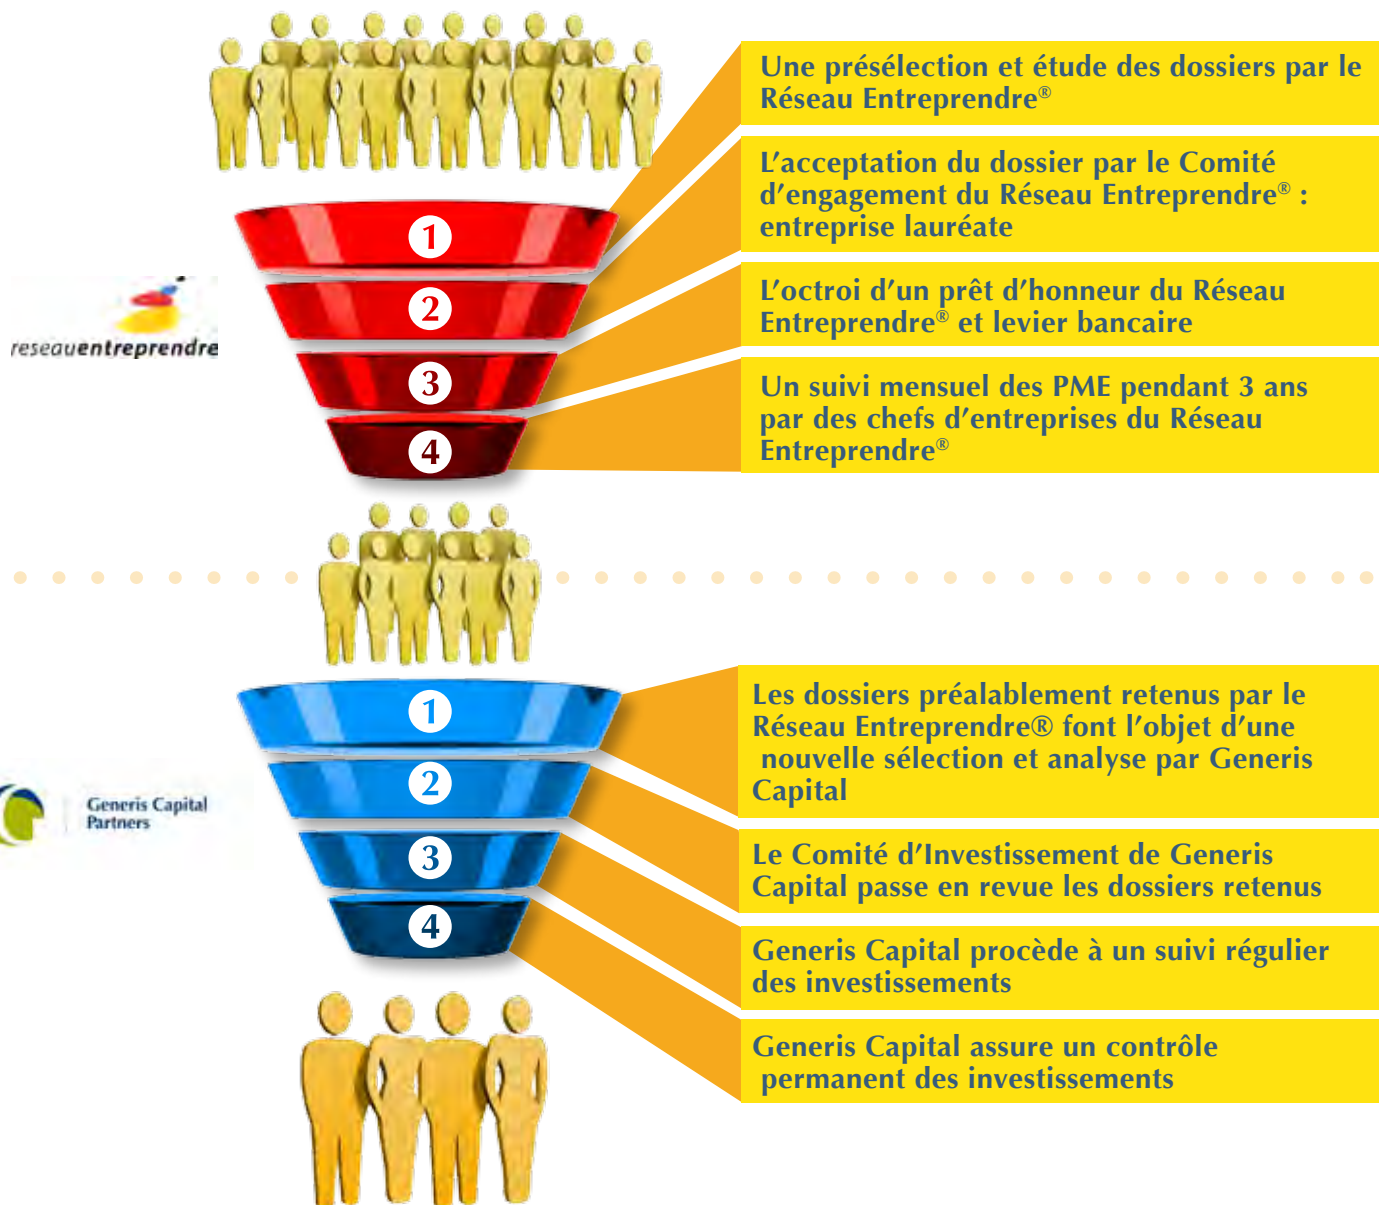 Une présélection et étude des dossiers par le
Réseau Entreprendre®
L'acceptation du dossier par le Comité
d'engagement du Réseau Entreprendre® :
entreprise lauréate
L'octroi d'un prêt d'honneur du Réseau
Entreprendre® et levier bancaire
Un suivi mensuel des PME pendant 3 ans
par des chefs d'entreprises du Réseau
Entreprendre®
1
2
3
4
reseauentreprendre
Les dossiers préalablement retenus par le
Réseau Entreprendre® font l'objet d'une
nouvelle sélection et analyse par Generis
Capital
Le Comité d'Investissement de Generis
Capital passe en revue les dossiers retenus
Generis Capital procède à un suivi régulier
des investissements
Generis Capital assure un contrôle
permanent des investissements
1
2
3
4
Generis Capital
Partners